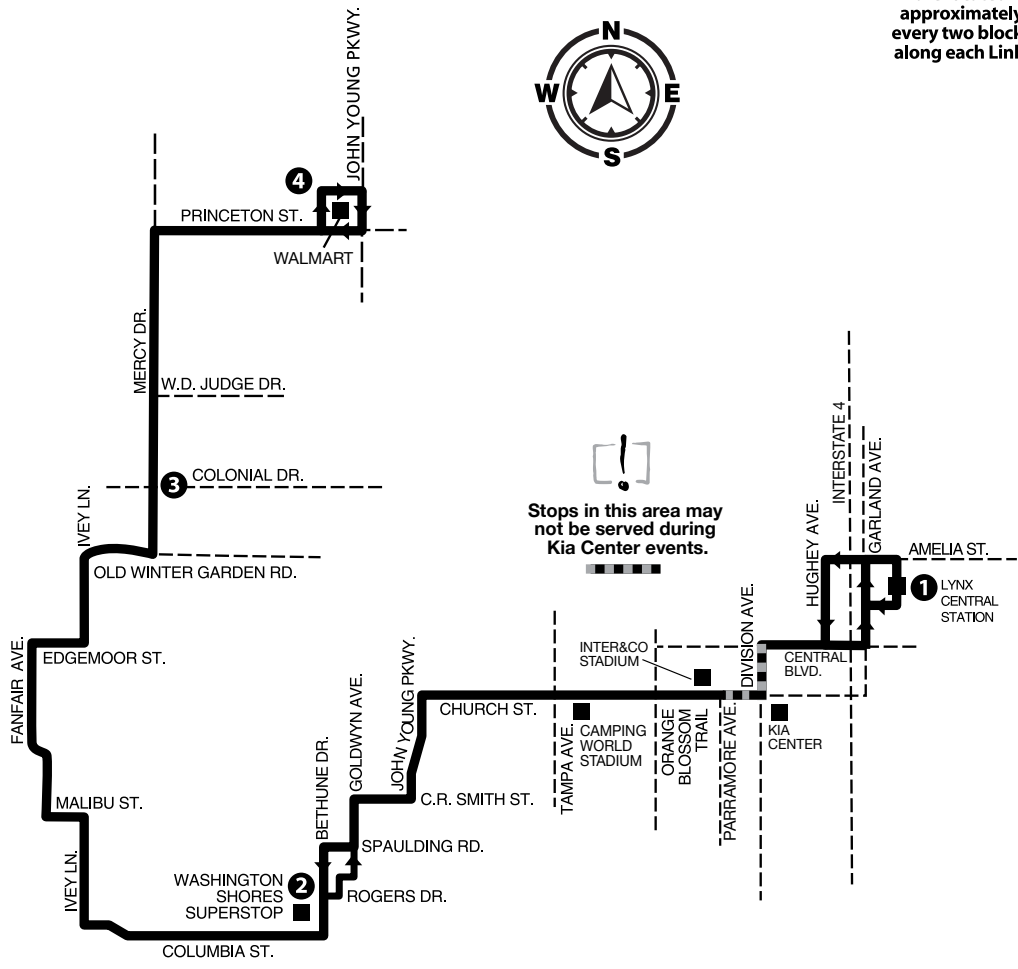 approximately
every two block
along each Lin
N
W
E
S
JOHN YOUNG PKWY.
4
PRINCETON ST.
WALMART
MERCY DR.
W.D. JUDGE DR.
3
COLONIAL DR.
IVEY LN.
OLD WINTER GARDEN RD.
!
Stops in this area may
not be served during
Kia Center events.
INTERSTATE 4
GARLAND AVE.
HUGHEY AVE.
AMELIA ST.
1
LYNX
CENTRAL
STATION
FANFAIR AVE.
EDGEMOOR ST.
DIVISION AVE.
CENTRAL
BLVD.
INTER&CO
STADIUM
CHURCH ST.
TAMPA AVE.
CAMPING
WORLD
STADIUM
ORANGE
BLOSSOM
TRAIL
PARRAMORE AVE.
KIA
CENTER
JOHN YOUNG PKWY.
GOLDWYN AVE.
BETHUNE DR.
C.R. SMITH ST.
MALIBU ST.
SPAULDING RD.
IVEY LN.
WASHINGTON
SHORES
SUPERSTOP
2
ROGERS DR.
COLUMBIA ST.